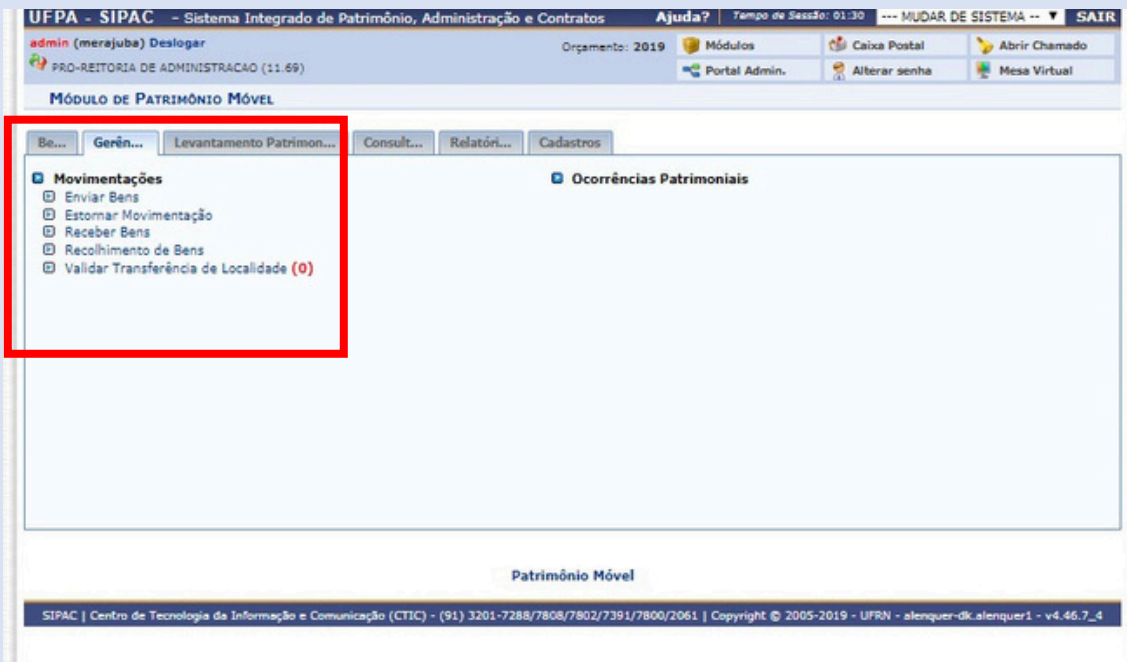 UFPA - SIPAC - Sistema Integrado de Patrimônio, Administração e Contratos Ajuda? Tempo de Sessão: 01:30 --- MUDAR DE SISTEMA -- ▼ SAIR
admin (merajuba) Deslogar Orçamento: 2019 Módulos Caixa Postal Abrir Chamado
PRO-REITORIA DE ADMINISTRACAO (11.69) Portal Admin. Alterar senha Mesa Virtual
MÓDULO DE PATRIMÔNIO MÓVEL
Be... Gerên... Levantamento Patrimon... Consult... Relatóri... Cadastros
Movimentações
Enviar Bens
Estornar Movimentação
Receber Bens
Recolhimento de Bens
Validar Transferência de Localidade (0)
Ocorrências Patrimoniais
Patrimônio Móvel
SIPAC | Centro de Tecnologia da Informação e Comunicação (CTIC) - (91) 3201-7288/7808/7802/7391/7800/2061 | Copyright © 2005-2019 - UFRN - alenquer-dk.alenquer1 - v4.46.7_4